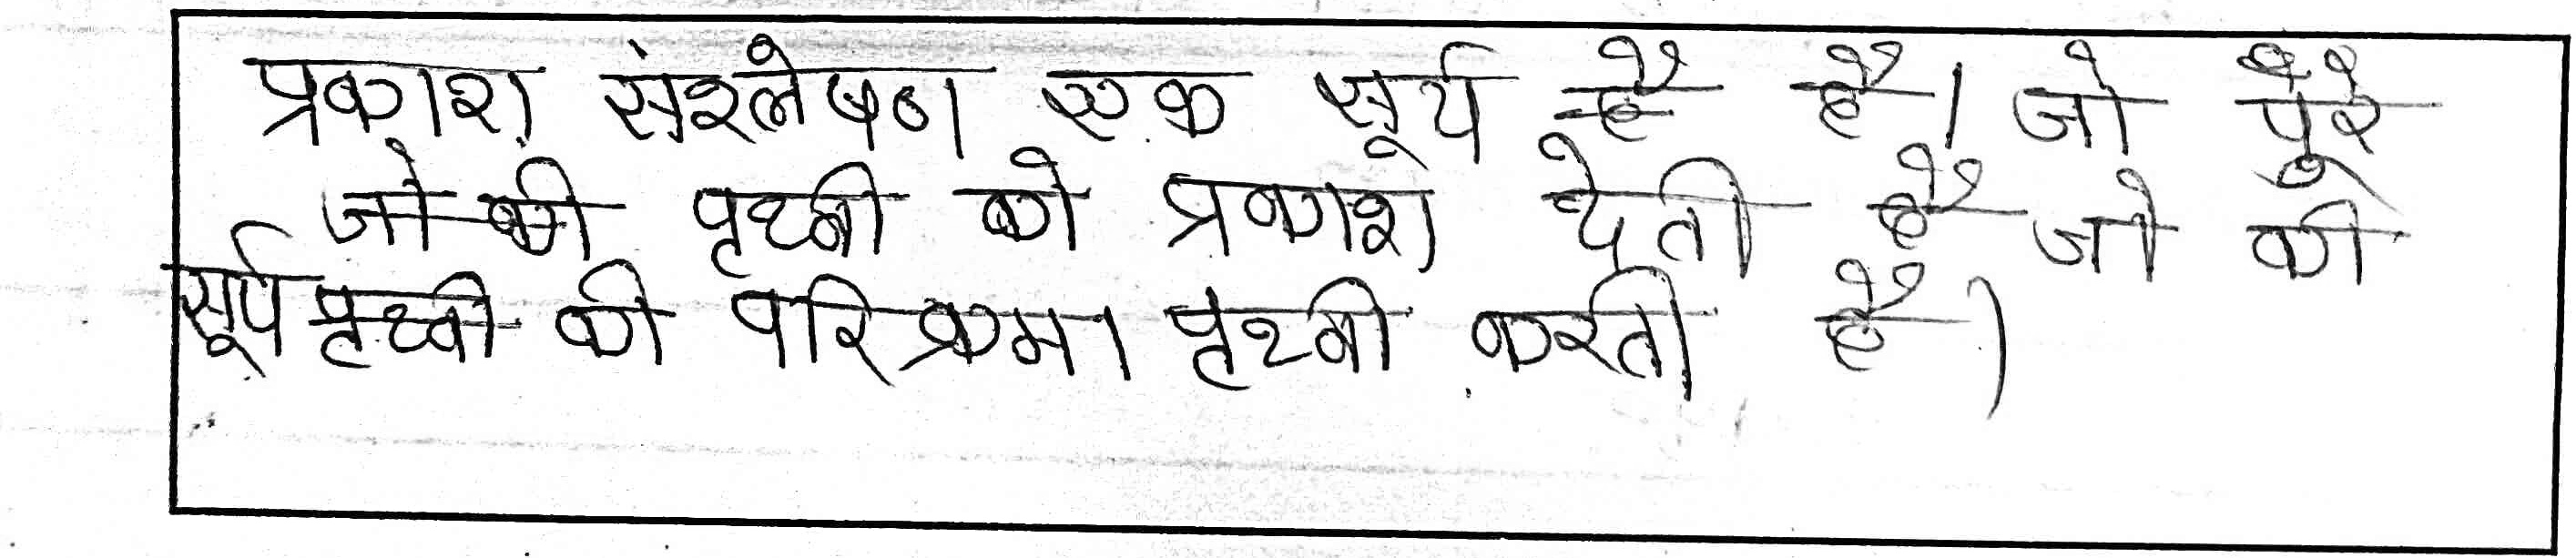 प्रकाश संश्लेषण एक सूर्य है है। जो पुरे
जो की पृथ्वी को प्रकाश देती है जो की
सूर्य पृथ्वी की परिक्रमा पृथ्वी करती है।